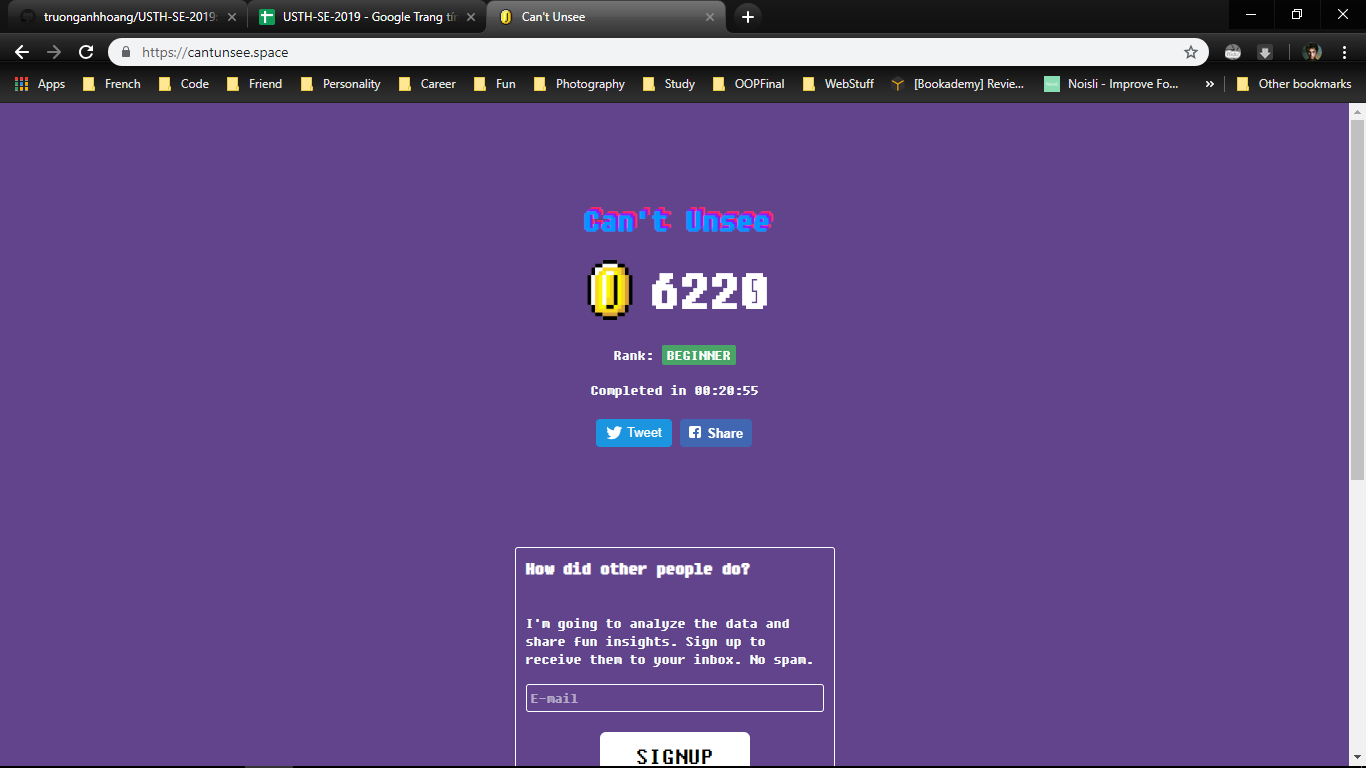 truonganhhoang/USTH-SE-2019:
USTH-SE-2019 - Google Trang tín
Can't Unsee
https://cantunsee.space
Apps
French
Code
Friend
Personality
Career
Fun
Photography
Study
OOPFinal
WebStuff
[Bookademy] Revie...
Noisli - Improve Fo...
»
Other bookmarks
Can't Unsee
6220
Rank: BEGINNER
Completed in 00:20:55
Tweet
Share
How did other people do?
I'm going to analyze the data and
share fun insights. Sign up to
receive them to your inbox. No spam.
E-mail
SIGNUP